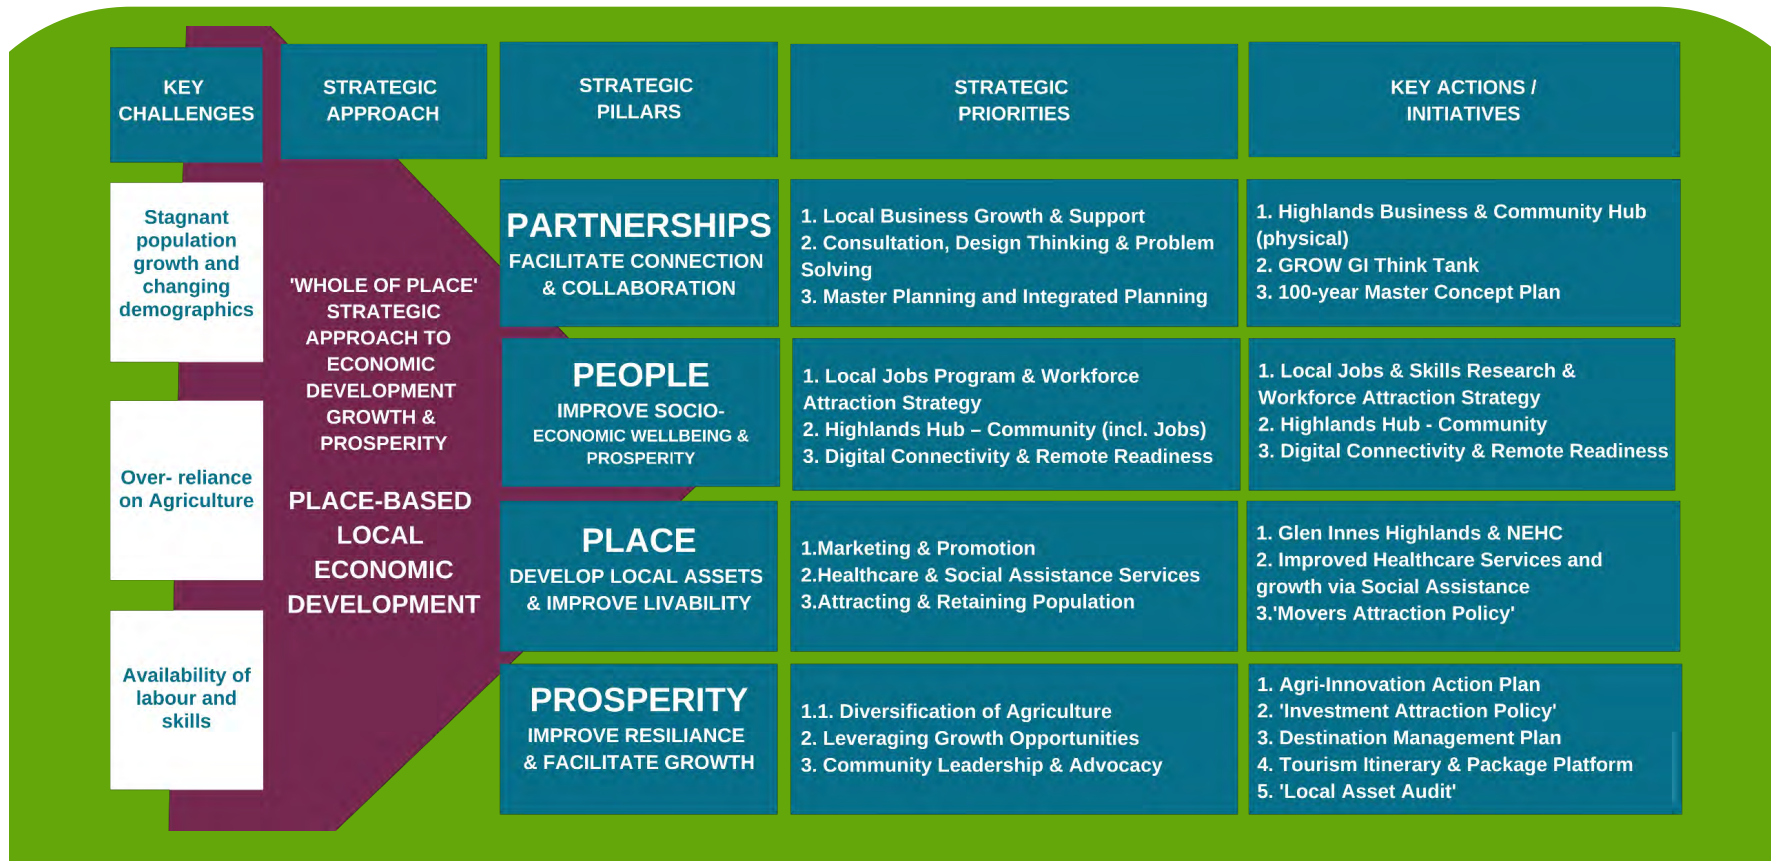 KEY
CHALLENGES
STRATEGIC
APPROACH
STRATEGIC
PILLARS
STRATEGIC
PRIORITIES
KEY ACTIONS /
INITIATIVES
Stagnant
population
growth and
changing
demographics
Over- reliance
on Agriculture
Availability of
labour and
skills
'WHOLE OF PLACE'
STRATEGIC
APPROACH TO
ECONOMIC
DEVELOPMENT
GROWTH &
PROSPERITY
PLACE-BASED
LOCAL
ECONOMIC
DEVELOPMENT
PARTNERSHIPS
FACILITATE CONNECTION
& COLLABORATION
1. Local Business Growth & Support
2. Consultation, Design Thinking & Problem
Solving
3. Master Planning and Integrated Planning
1. Highlands Business & Community Hub
(physical)
2. GROW GI Think Tank
3. 100-year Master Concept Plan
PEOPLE
IMPROVE SOCIO-
ECONOMIC WELLBEING &
PROSPERITY
1. Local Jobs Program & Workforce
Attraction Strategy
2. Highlands Hub – Community (incl. Jobs)
3. Digital Connectivity & Remote Readiness
1. Local Jobs & Skills Research &
Workforce Attraction Strategy
2. Highlands Hub - Community
3. Digital Connectivity & Remote Readiness
PLACE
DEVELOP LOCAL ASSETS
& IMPROVE LIVABILITY
1.Marketing & Promotion
2.Healthcare & Social Assistance Services
3.Attracting & Retaining Population
1. Glen Innes Highlands & NEHC
2. Improved Healthcare Services and
growth via Social Assistance
3.'Movers Attraction Policy'
PROSPERITY
IMPROVE RESILIANCE
& FACILITATE GROWTH
1.1. Diversification of Agriculture
2. Leveraging Growth Opportunities
3. Community Leadership & Advocacy
1. Agri-Innovation Action Plan
2. 'Investment Attraction Policy'
3. Destination Management Plan
4. Tourism Itinerary & Package Platform
5. 'Local Asset Audit'